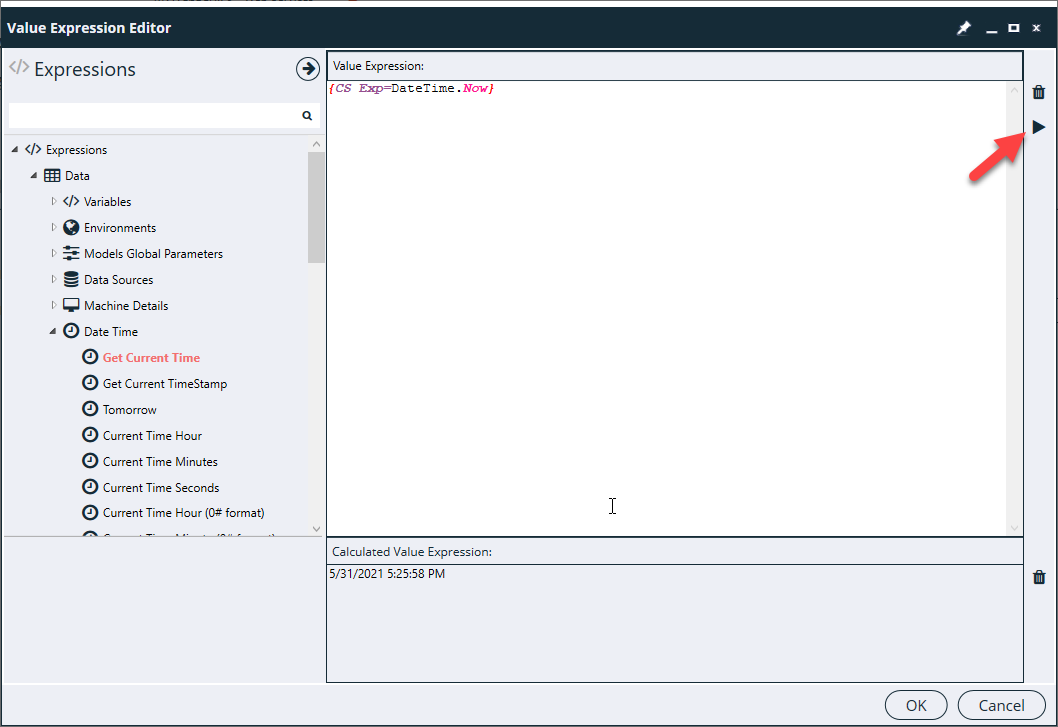 Value Expression Editor
Expressions
Value Expression:
{CS Exp=DateTime.Now}
Expressions
Data
Variables
Environments
Models Global Parameters
Data Sources
Machine Details
Date Time
Get Current Time
Get Current TimeStamp
Tomorrow
Current Time Hour
Current Time Minutes
Current Time Seconds
Current Time Hour (0# format)
Calculated Value Expression:
5/31/2021 5:25:58 PM
OK
Cancel